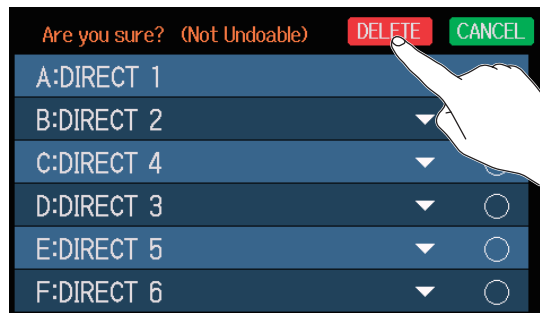 Are you sure? (Not Undoable) DELETE CANCEL
A:DIRECT 1
B:DIRECT 2
C:DIRECT 4
D:DIRECT 3
E:DIRECT 5
F:DIRECT 6